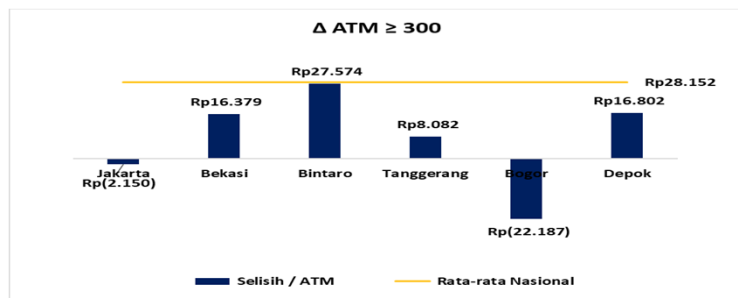 Δ ATM ≥ 300
Rp27.574
Rp28.152
Rp16.379
Rp16.802
Rp8.082
Jakarta Bekasi Bintaro Tanggerang Bogor Depok
Rp(2.150)
Rp(22.187)
Selisih / ATM Rata-rata Nasional